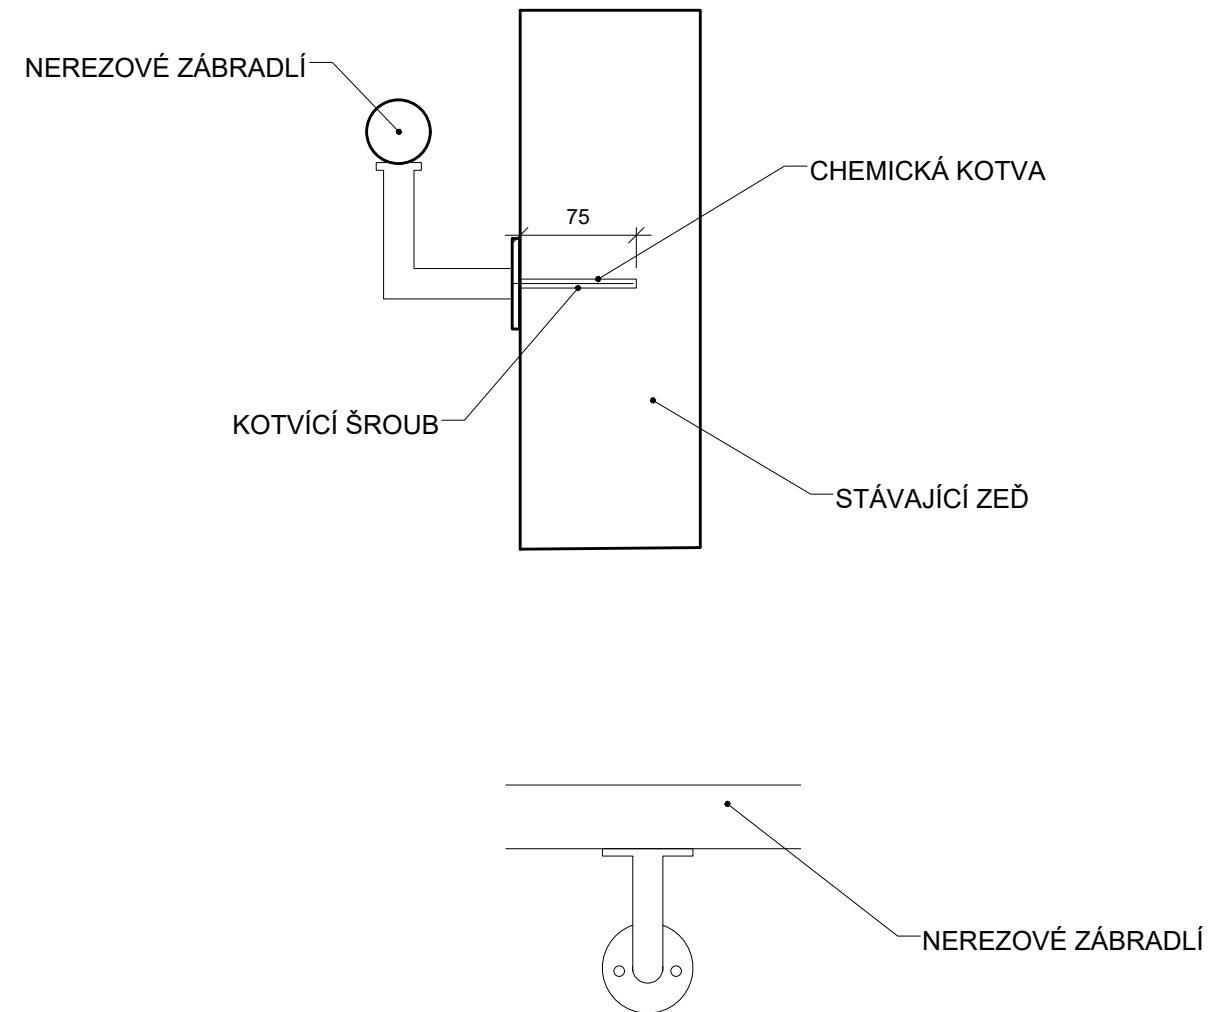 NEREZOVÉ ZÁBRADLÍ
CHEMICKÁ KOTVA
75
KOTVÍCÍ ŠROUB
STÁVAJÍCÍ ZEĎ
NEREZOVÉ ZÁBRADLÍ